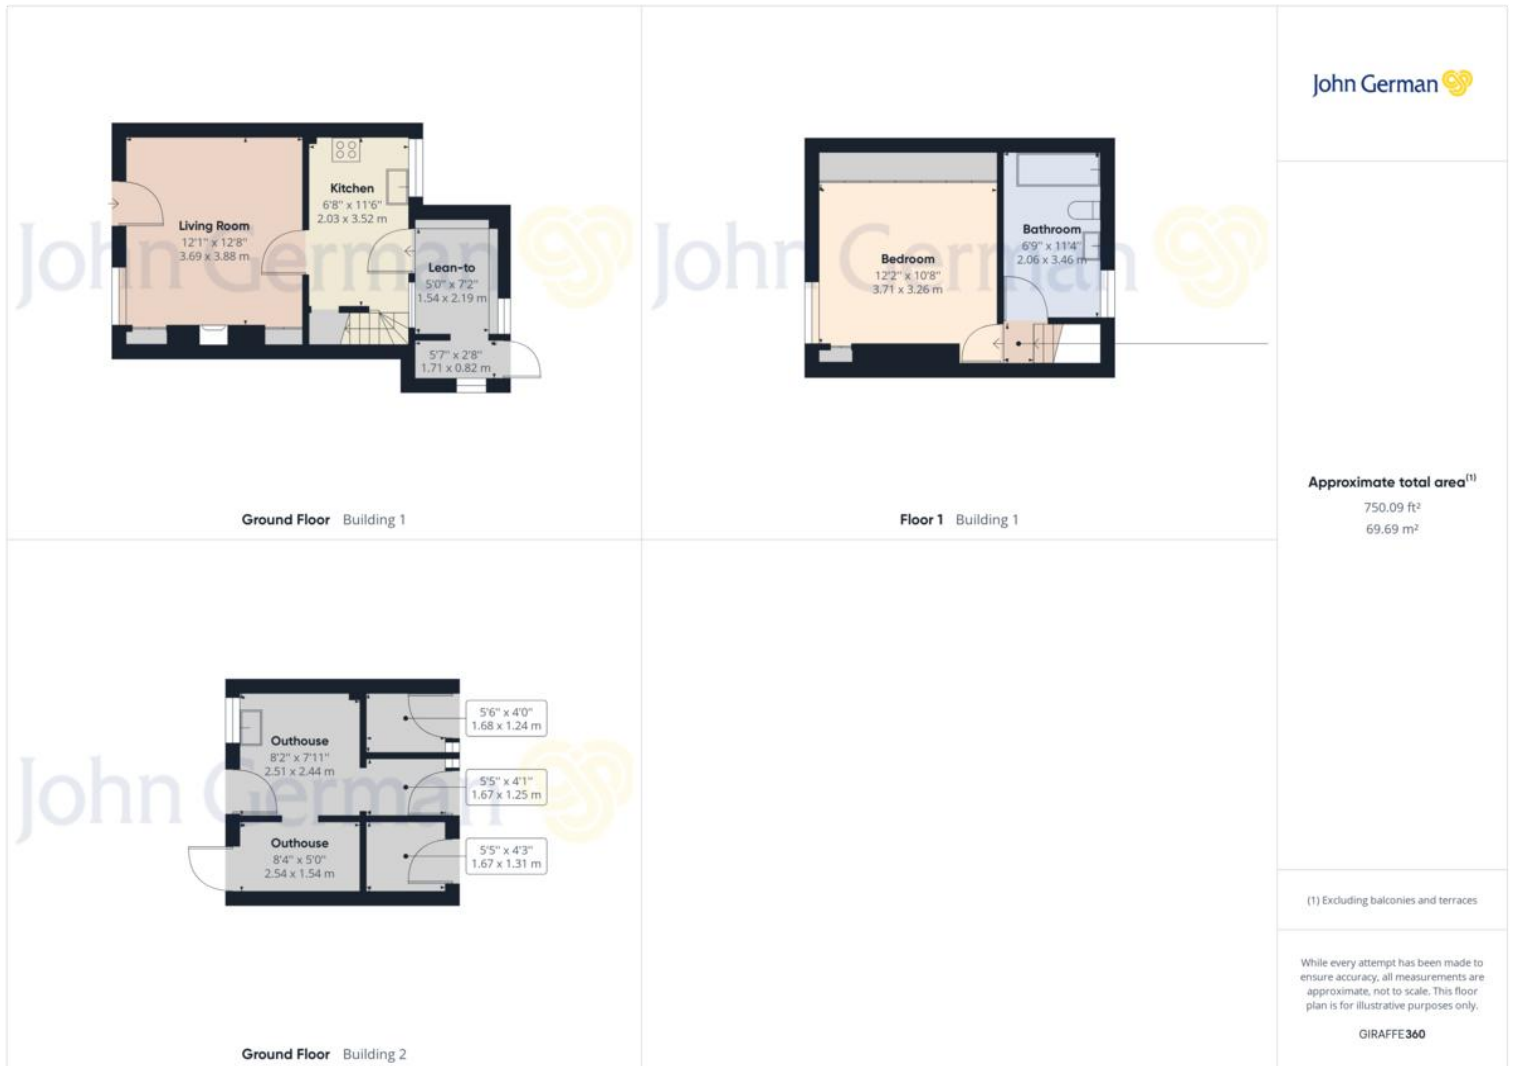 John German
Living Room
12'1" x 12'8"
3.69 x 3.88 m
Kitchen
6'8" x 11'6"
2.03 x 3.52 m
Lean-to
5'0" x 7'2"
1.54 x 2.19 m
5'7" x 2'8"
1.71 x 0.82 m
Ground Floor Building 1
John German
Bedroom
12'2" x 10'8"
3.71 x 3.26 m
Bathroom
6'9" x 11'4"
2.06 x 3.46 m
Floor 1 Building 1
John German
Outhouse
8'2" x 7'11"
2.51 x 2.44 m
Outhouse
8'4" x 5'0"
2.54 x 1.54 m
5'6" x 4'0"
1.68 x 1.24 m
5'5" x 4'1"
1.67 x 1.25 m
5'5" x 4'3"
1.67 x 1.31 m
Ground Floor Building 2
John German
Approximate total area(1)
750.09 ft²
69.69 m²
(1) Excluding balconies and terraces
While every attempt has been made to
ensure accuracy, all measurements are
approximate, not to scale. This floor
plan is for illustrative purposes only.
GIRAFFE360